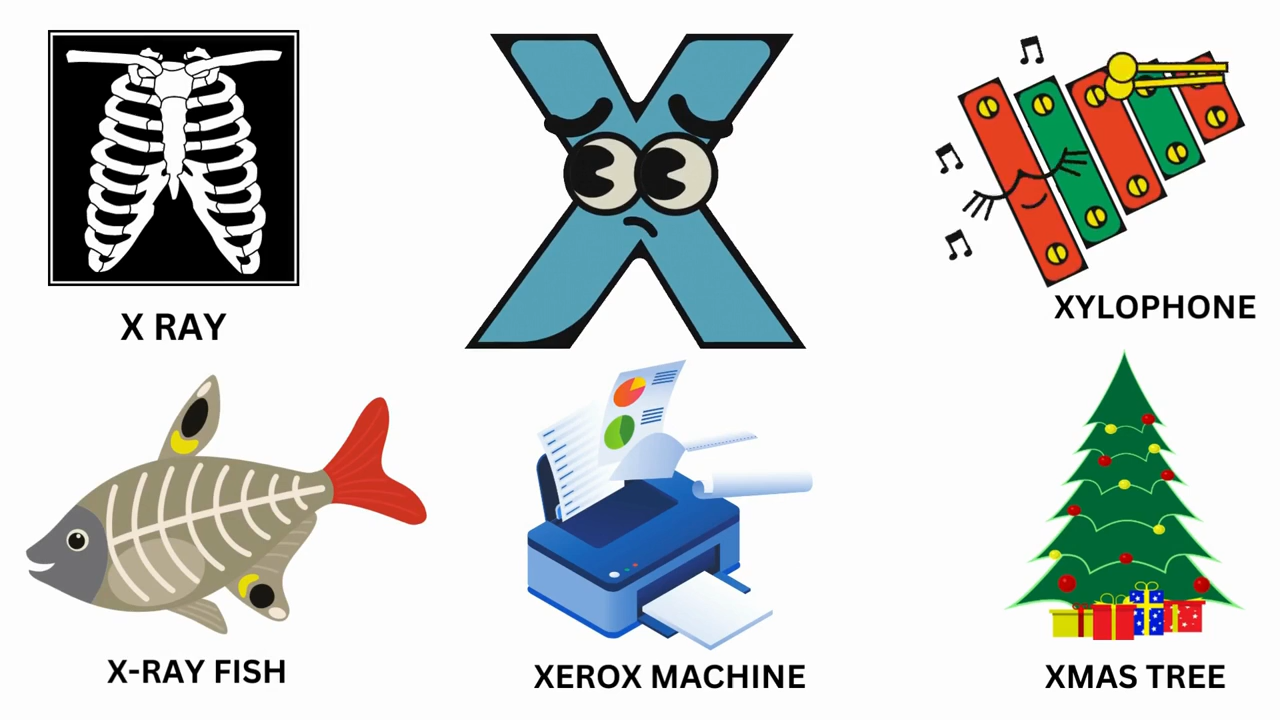 X
X RAY
XYLOPHONE
X-RAY FISH
XEROX MACHINE
XMAS TREE